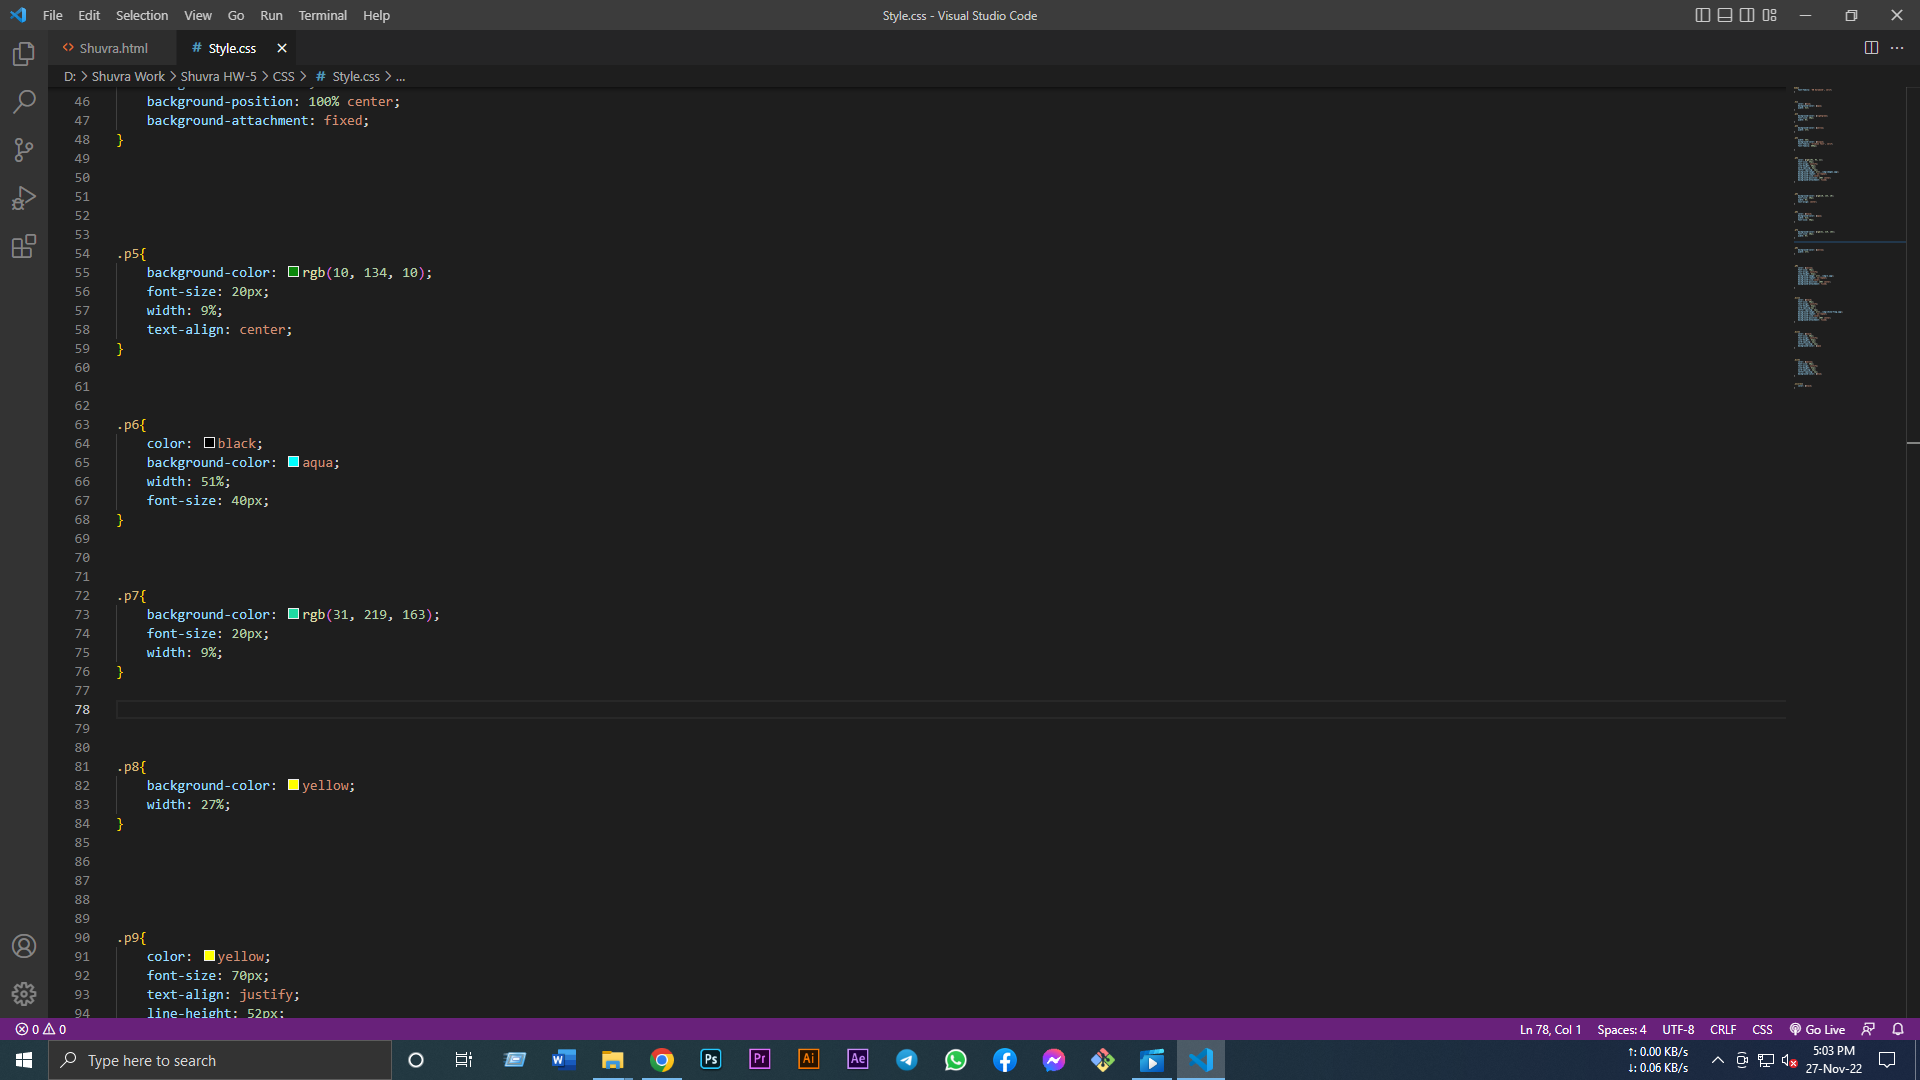 File Edit Selection View Go Run Terminal Help
Style.css - Visual Studio Code
Shuvra.html
# Style.css
D: > Shuvra Work > Shuvra HW-5 > CSS > # Style.css > ...
46 background-position: 100% center;
47 background-attachment: fixed;
48 }
49
50
51
52
53
54 .p5{
55 background-color: rgb(10, 134, 10);
56 font-size: 20px;
57 width: 9%;
58 text-align: center;
59 }
60
61
62
63 .p6{
64 color: black;
65 background-color: aqua;
66 width: 51%;
67 font-size: 40px;
68 }
69
70
71
72 .p7{
73 background-color: rgb(31, 219, 163);
74 font-size: 20px;
75 width: 9%;
76 }
77
78
79
80
81 .p8{
82 background-color: yellow;
83 width: 27%;
84 }
85
86
87
88
89
90 .p9{
91 color: yellow;
92 font-size: 70px;
93 text-align: justify;
94 line-height: 52px;
0 0
Ln 78, Col 1 Spaces: 4 UTF-8 CRLF CSS Go Live
Type here to search
W
Ps
Pr
Ai
Ae
↑: 0.00 KB/s
↓: 0.06 KB/s
5:03 PM
27-Nov-22